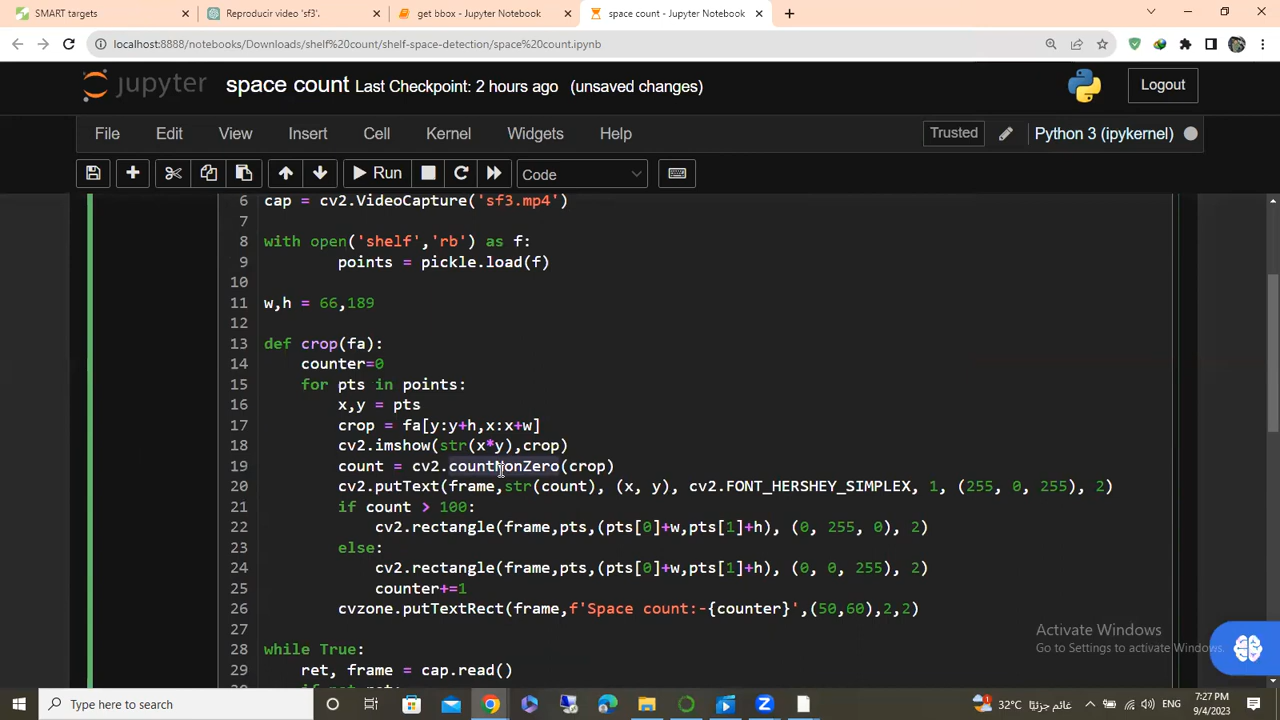 SMART targets
Reproducir video 'sf3'.
get bbox - Jupyter Notebook
space count - Jupyter Notebook
localhost:8888/notebooks/Downloads/shelf%20count/shelf-space-detection/space%20count.ipynb
jupyter space count Last Checkpoint: 2 hours ago (unsaved changes) Logout
File Edit View Insert Cell Kernel Widgets Help Trusted Python 3 (ipykernel)
Run Code
6 cap = cv2.VideoCapture('sf3.mp4')
7
8 with open('shelf','rb') as f:
9 points = pickle.load(f)
10
11 w,h = 66,189
12
13 def crop(fa):
14 counter=0
15 for pts in points:
16 x,y = pts
17 crop = fa[y:y+h,x:x+w]
18 cv2.imshow(str(x*y),crop)
19 count = cv2.countNonZero(crop)
20 cv2.putText(frame,str(count), (x, y), cv2.FONT_HERSHEY_SIMPLEX, 1, (255, 0, 255), 2)
21 if count > 100:
22 cv2.rectangle(frame,pts,(pts[0]+w,pts[1]+h), (0, 255, 0), 2)
23 else:
24 cv2.rectangle(frame,pts,(pts[0]+w,pts[1]+h), (0, 0, 255), 2)
25 counter+=1
26 cvzone.putTextRect(frame,f'Space count:-{counter}',(50,60),2,2)
27
28 while True:
29 ret, frame = cap.read()
Activate Windows
Go to Settings to activate Windows.
Type here to search
32°C غائم جزئيًا
7:27 PM
9/4/2023